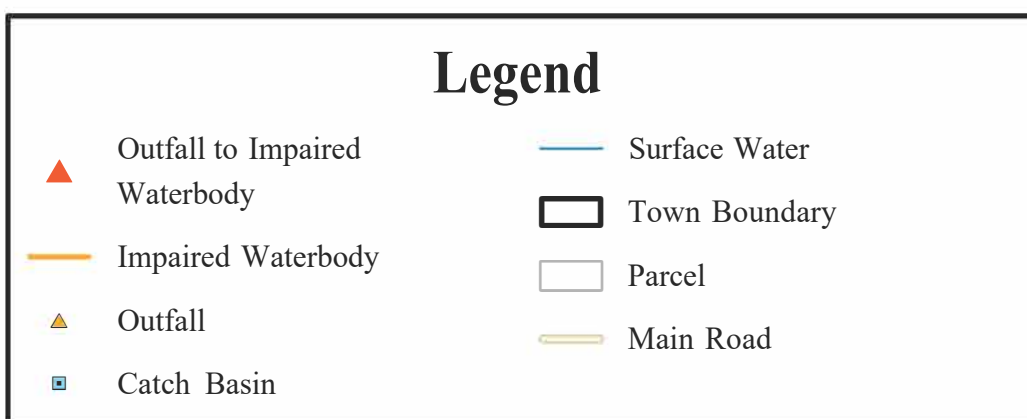 Legend
Outfall to Impaired
Waterbody
Impaired Waterbody
Outfall
Catch Basin
Surface Water
Town Boundary
Parcel
Main Road